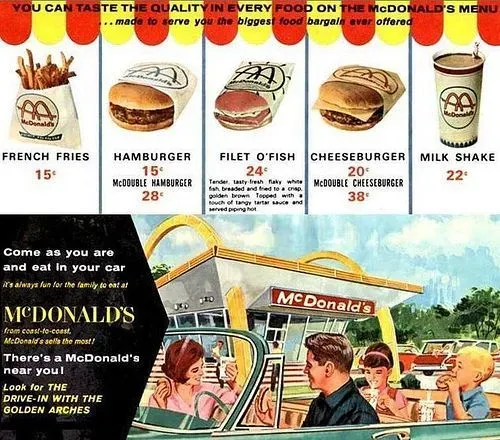 YOU CAN TASTE THE QUALITY IN EVERY FOOD ON THE McDONALD'S MENU
...made to serve you the biggest food bargain ever offered
McDonald's
McDonald's
FRENCH FRIES
15¢
HAMBURGER
15¢
McDOUBLE HAMBURGER
28¢
FILET O'FISH
24¢
Tender, tasty-fresh flaky white
fish, breaded and fried to a crisp,
golden brown. Topped with a
touch of tangy tartar sauce and
served piping hot.
CHEESEBURGER
20¢
McDOUBLE CHEESEBURGER
38¢
MILK SHAKE
22¢
Come as you are
and eat in your car
it's always fun for the family to eat at
McDONALD'S
from coast-to-coast,
McDonald's sells the most!
There's a McDonald's
near you!
Look for THE
DRIVE-IN WITH THE
GOLDEN ARCHES
McDonald's